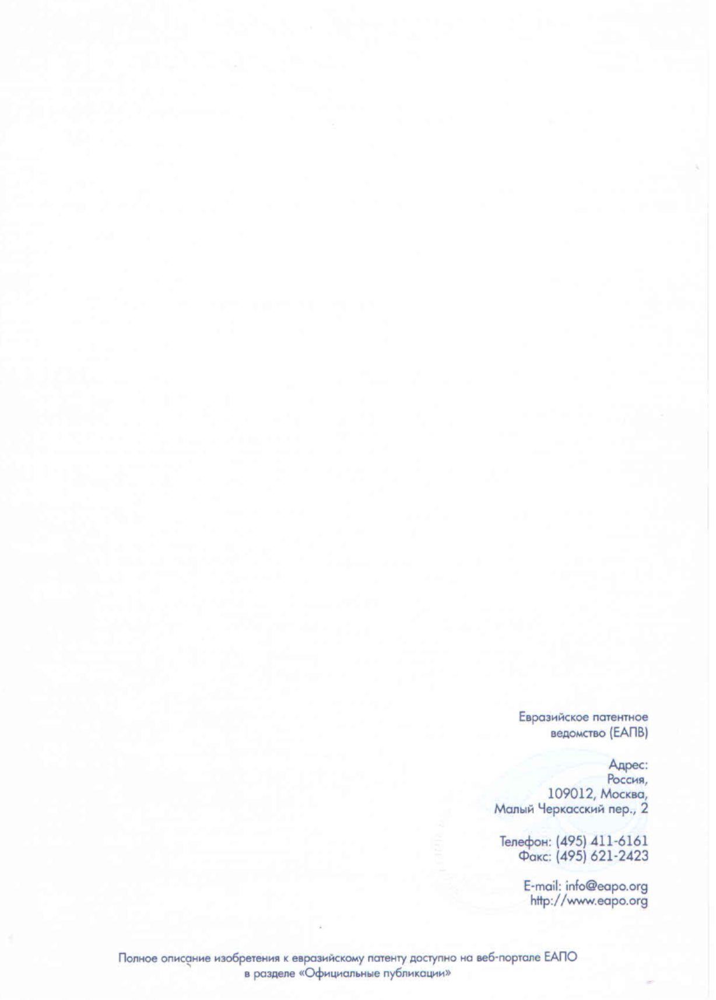 Евразийское патентное
ведомство (ЕАПВ)
Адрес:
Россия,
109012, Москва,
Малый Черкасский пер., 2
Телефон: (495) 411-6161
Факс: (495) 621-2423
E-mail: info@eapo.org
http://www.eapo.org
Полное описание изобретения к евразийскому патенту доступно на веб-портале ЕАПО
в разделе «Официальные публикации»